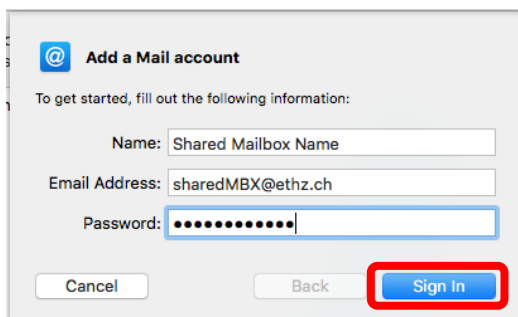 @ Add a Mail account
To get started, fill out the following information:
Name: Shared Mailbox Name
Email Address: sharedMBX@ethz.ch
Password: ●●●●●●●●●●●●
Cancel Back Sign In